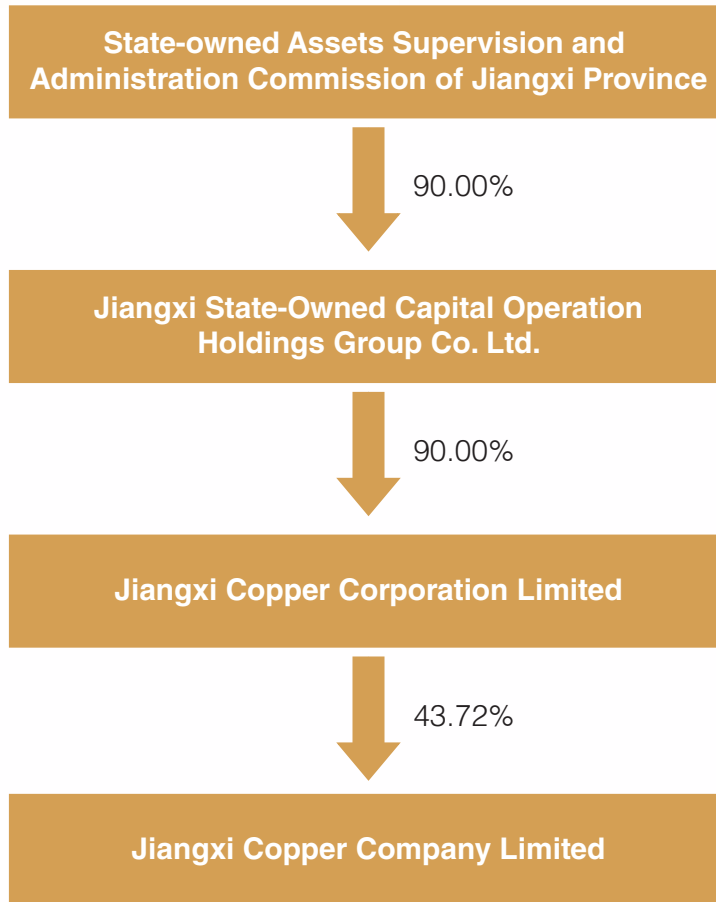 State-owned Assets Supervision and
Administration Commission of Jiangxi Province
90.00%
Jiangxi State-Owned Capital Operation
Holdings Group Co. Ltd.
90.00%
Jiangxi Copper Corporation Limited
43.72%
Jiangxi Copper Company Limited